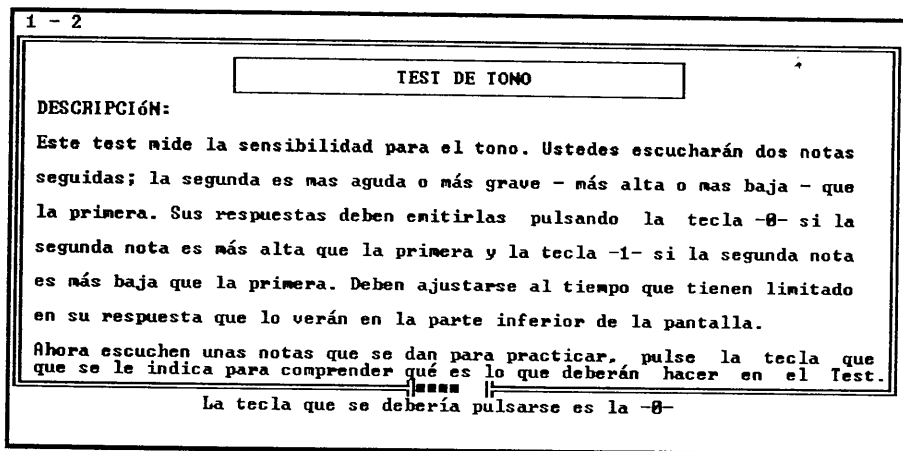 1 - 2
TEST DE TONO
DESCRIPCIóN:
Este test mide la sensibilidad para el tono. Ustedes escucharán dos notas
seguidas; la segunda es mas aguda o más grave - más alta o mas baja - que
la primera. Sus respuestas deben emitirlas pulsando la tecla -0- si la
segunda nota es más alta que la primera y la tecla -1- si la segunda nota
es más baja que la primera. Deben ajustarse al tiempo que tienen limitado
en su respuesta que lo verán en la parte inferior de la pantalla.
Ahora escuchen unas notas que se dan para practicar, pulse la tecla que
que se le indica para comprender qué es lo que deberán hacer en el Test.
La tecla que se debería pulsarse es la -0-